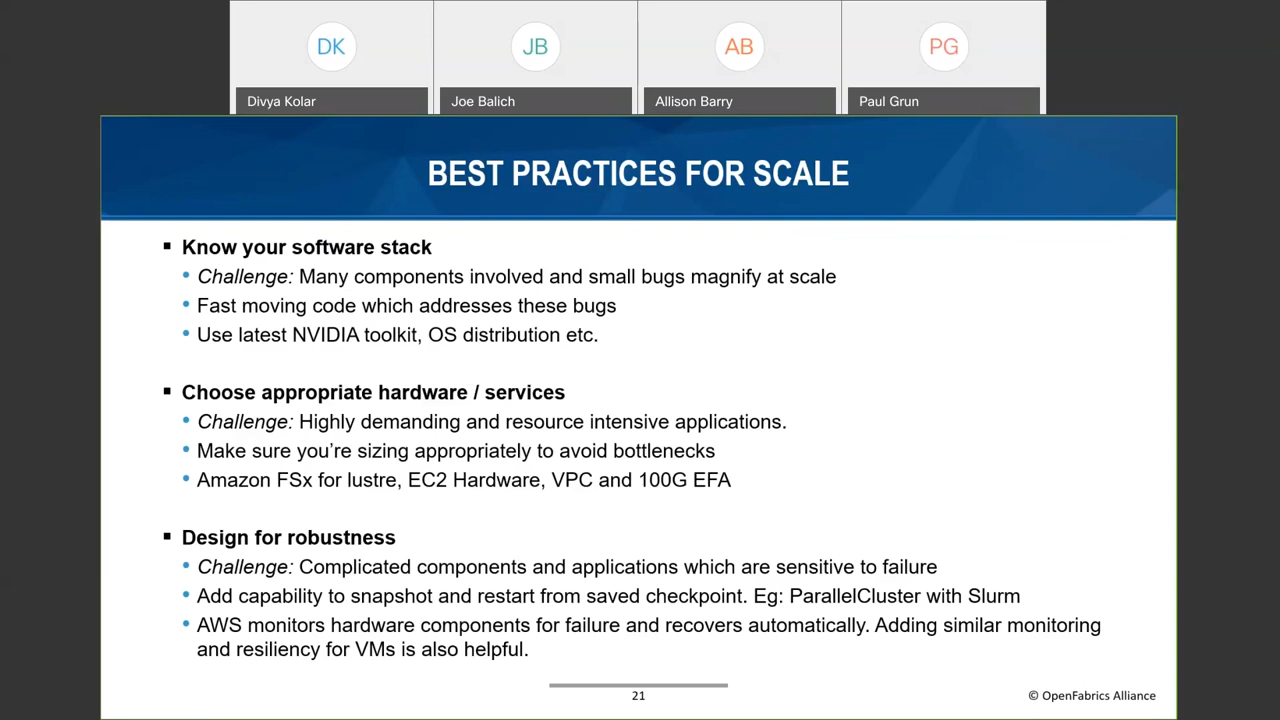 DK
JB
AB
PG
Divya Kolar
Joe Balich
Allison Barry
Paul Grun
BEST PRACTICES FOR SCALE
▪ Know your software stack
• Challenge: Many components involved and small bugs magnify at scale
• Fast moving code which addresses these bugs
• Use latest NVIDIA toolkit, OS distribution etc.
▪ Choose appropriate hardware / services
• Challenge: Highly demanding and resource intensive applications.
• Make sure you're sizing appropriately to avoid bottlenecks
• Amazon FSx for lustre, EC2 Hardware, VPC and 100G EFA
▪ Design for robustness
• Challenge: Complicated components and applications which are sensitive to failure
• Add capability to snapshot and restart from saved checkpoint. Eg: ParallelCluster with Slurm
• AWS monitors hardware components for failure and recovers automatically. Adding similar monitoring
and resiliency for VMs is also helpful.
21
© OpenFabrics Alliance